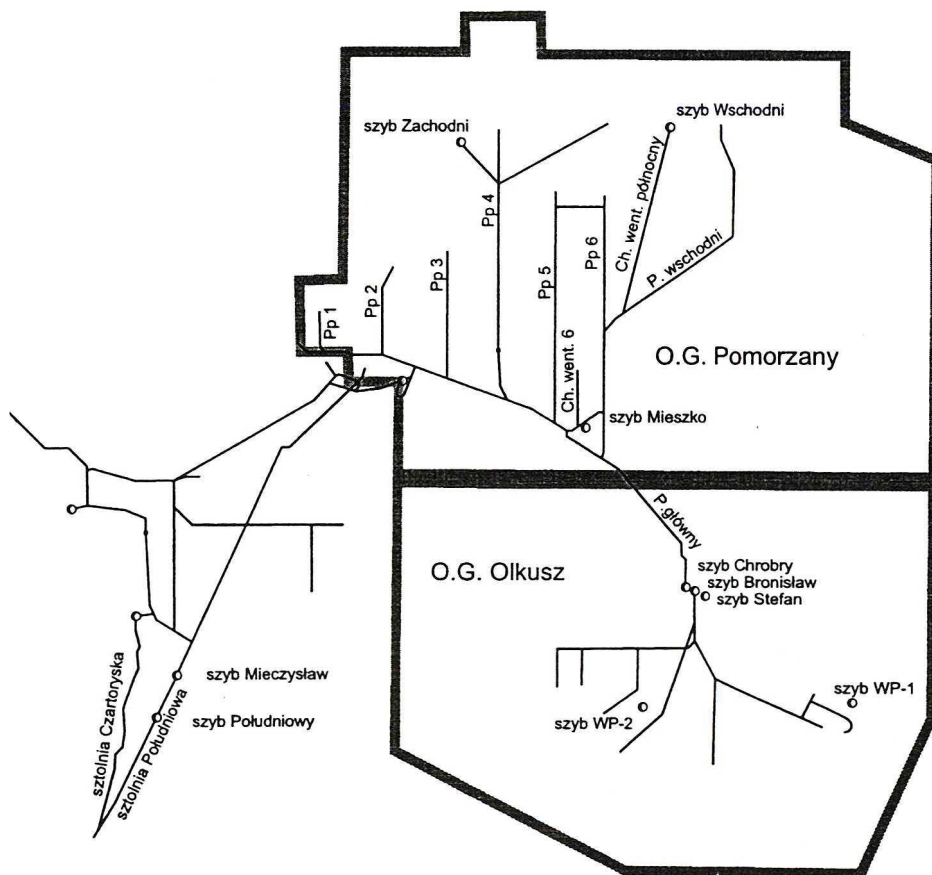 szyb Zachodni
szyb Wschodni
Ch. went. północny
Pp 4
P. wschodni
Pp 5
Pp 6
Pp 3
Pp 2
Pp 1
O.G. Pomorzany
Ch. went. 6
szyb Mieszko
P.główny
O.G. Olkusz
szyb Chrobry
szyb Bronisław
szyb Stefan
szyb Mieczysław
szyb WP-1
szyb Południowy
szyb WP-2
sztolnia Czartoryska
sztolnia Południowa